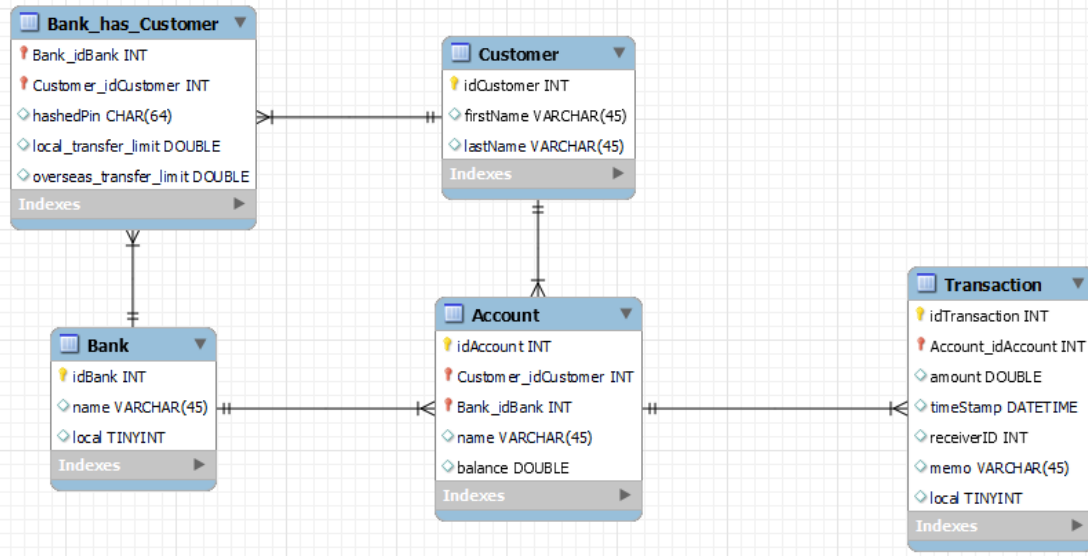 Bank_has_Customer
Bank_idBank INT
Customer_idCustomer INT
hashedPin CHAR(64)
local_transfer_limit DOUBLE
overseas_transfer_limit DOUBLE
Indexes
Customer
idCustomer INT
firstName VARCHAR(45)
lastName VARCHAR(45)
Indexes
Bank
idBank INT
name VARCHAR(45)
local TINYINT
Indexes
Account
idAccount INT
Customer_idCustomer INT
Bank_idBank INT
name VARCHAR(45)
balance DOUBLE
Indexes
Transaction
idTransaction INT
Account_idAccount INT
amount DOUBLE
timeStamp DATETIME
receiverID INT
memo VARCHAR(45)
local TINYINT
Indexes